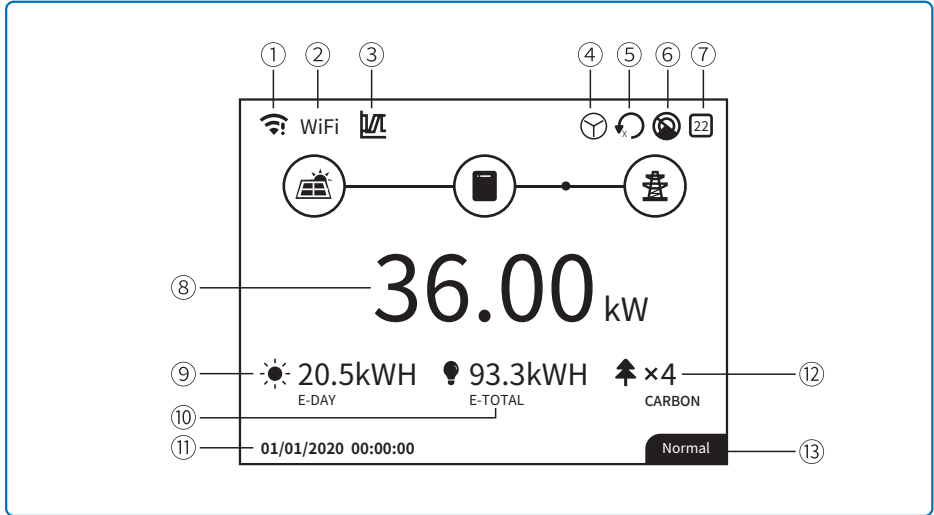 ① ② ③ ④ ⑤ ⑥ ⑦
WiFi 22
x
⑧ 36.00 kW
⑨ 20.5kWH 93.3kWH ×4 ⑫
E-DAY E-TOTAL CARBON
⑩
⑪ 01/01/2020 00:00:00 Normal ⑬